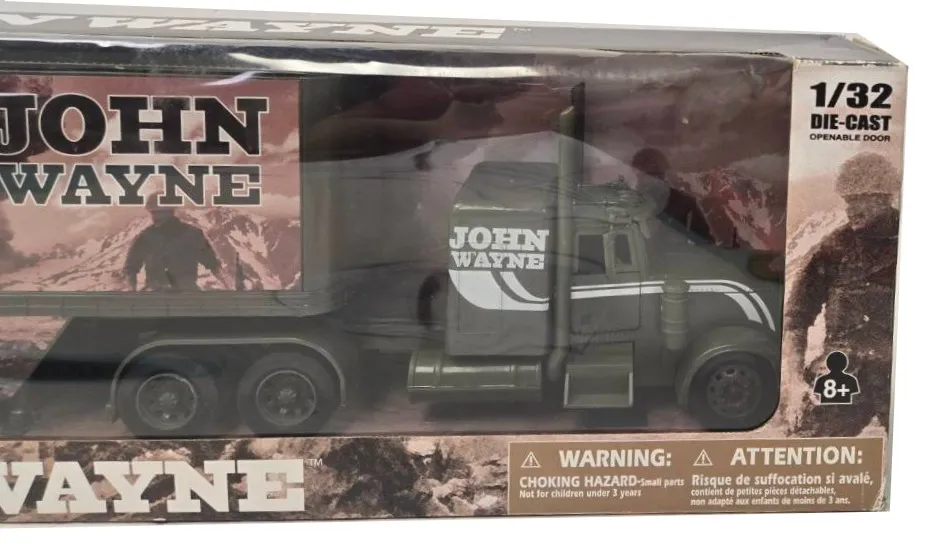 WAYNE™
JOHN
WAYNE
1/32
DIE-CAST
OPENABLE DOOR
JOHN
WAYNE
8+
WAYNE™
WARNING:
CHOKING HAZARD-Small parts
Not for children under 3 years
ATTENTION:
Risque de suffocation si avalé,
contient de petites pièces détachables,
non adapté aux enfants de moins de 3 ans.